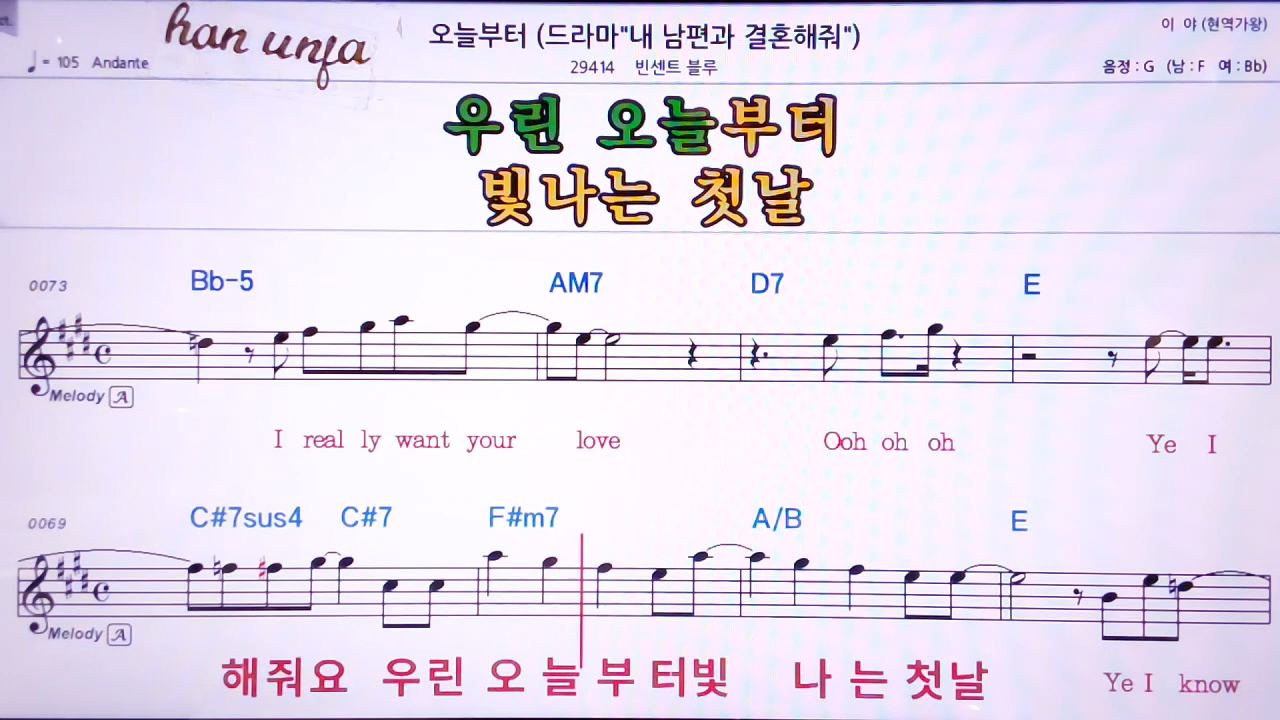 han unfa
오늘부터 (드라마"내 남편과 결혼해줘")
이 야 (현역가왕)
♩= 105 Andante
29414 빈센트 블루
음정 : G (남 : F 여 : Bb)
우린 오늘부터
빛나는 첫날
0073 Bb-5 AM7 D7 E
Melody A
I real ly want your love Ooh oh oh Ye I
0069 C#7sus4 C#7 F#m7 A/B E
Melody A
해줘요 우린 오 늘 부 터빛 나 는 첫날 Ye I know